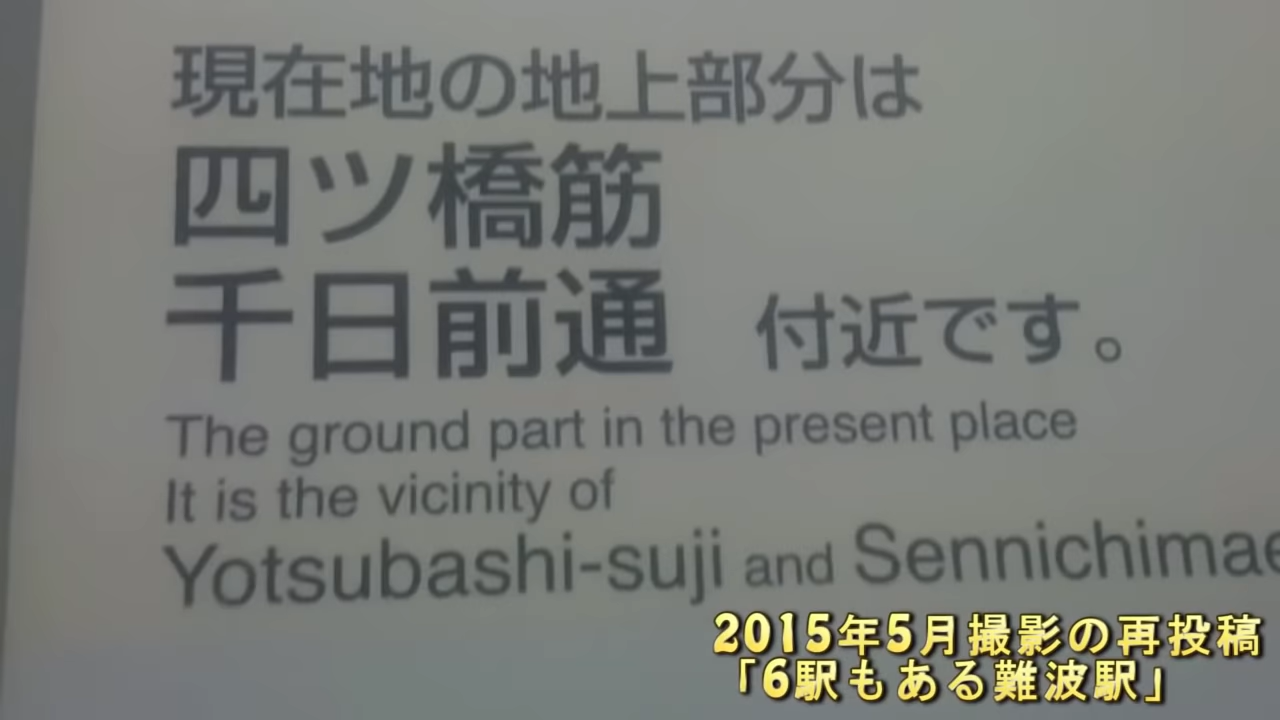 現在地の地上部分は
四ツ橋筋
千日前通 付近です。
The ground part in the present place
It is the vicinity of
Yotsubashi-suji and Sennichimae
2015年5月撮影の再投稿
「6駅もある難波駅」